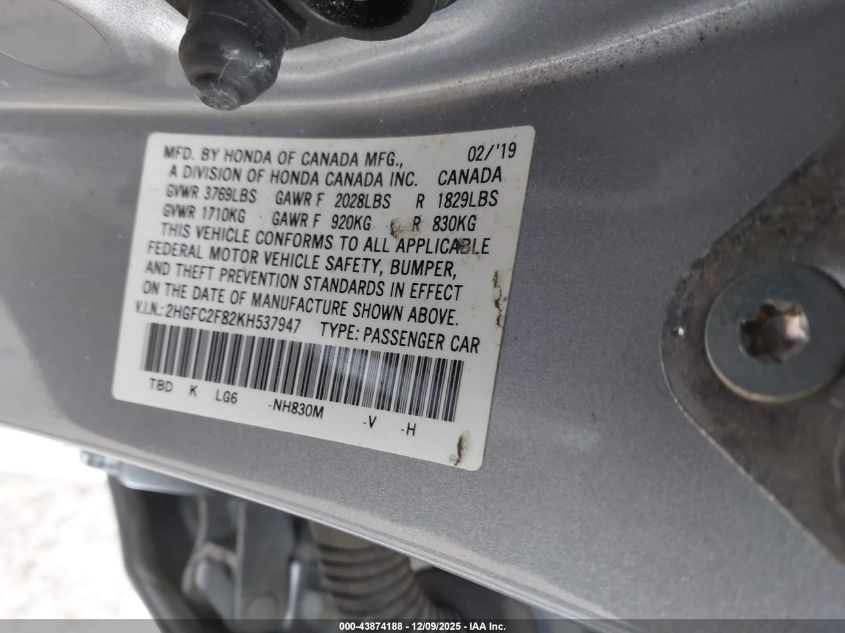 MFD. BY HONDA OF CANADA MFG., 02/'19
A DIVISION OF HONDA CANADA INC. CANADA
GVWR 3769LBS GAWR F 2028LBS R 1829LBS
GVWR 1710KG GAWR F 920KG R 830KG
THIS VEHICLE CONFORMS TO ALL APPLICABLE
FEDERAL MOTOR VEHICLE SAFETY, BUMPER,
AND THEFT PREVENTION STANDARDS IN EFFECT
ON THE DATE OF MANUFACTURE SHOWN ABOVE.
V.I.N.: 2HGFC2F82KH537947 TYPE: PASSENGER CAR
TBD K LG6 -NH830M -V -H
000-43874188 - 12/09/2025 - IAA Inc.